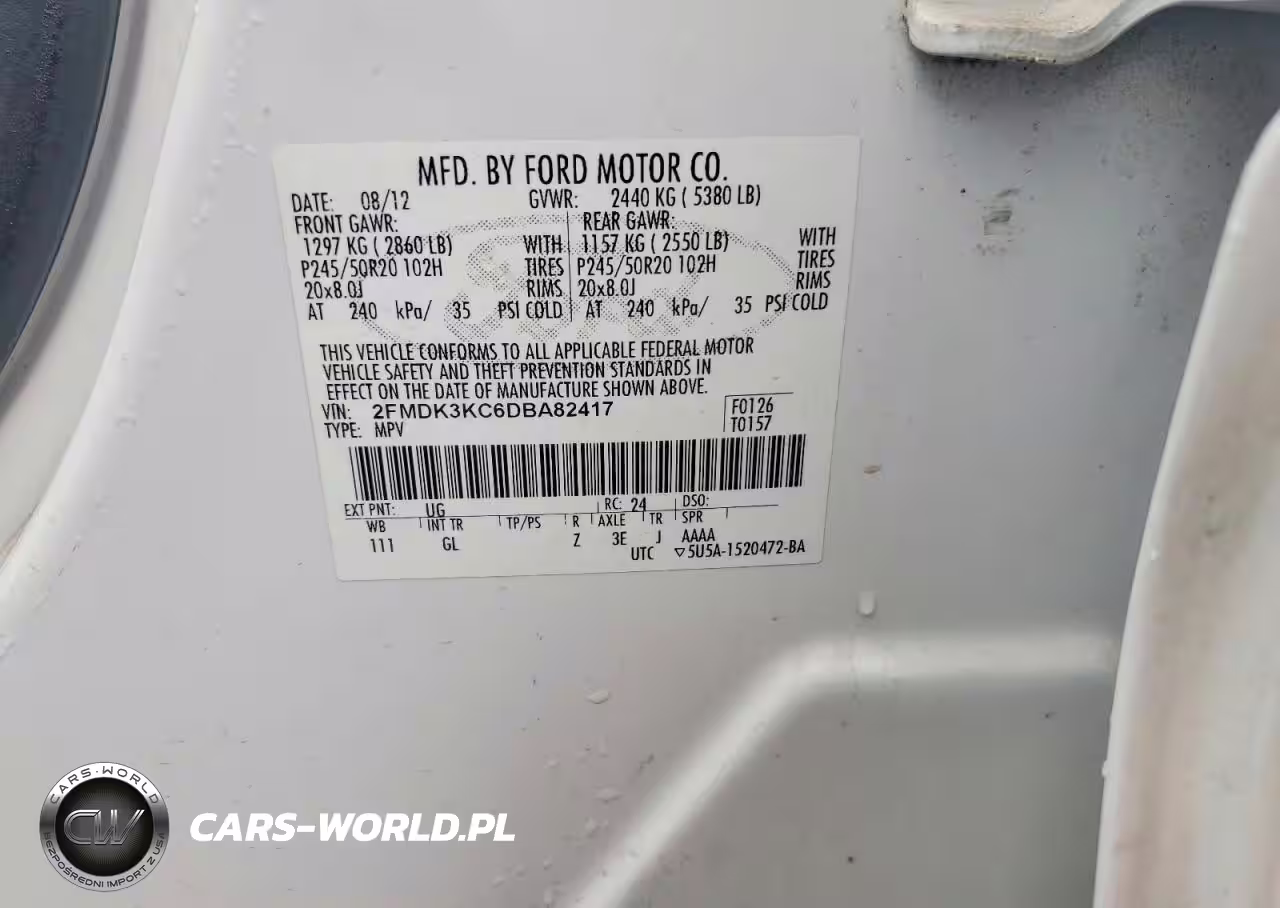 MFD. BY FORD MOTOR CO.
DATE: 08/12 GVWR: 2440 KG ( 5380 LB)
FRONT GAWR: REAR GAWR:
1297 KG ( 2860 LB) WITH 1157 KG ( 2550 LB) WITH
P245/50R20 102H TIRES P245/50R20 102H TIRES
20x8.0J RIMS 20x8.0J RIMS
AT 240 kPa/ 35 PSI COLD AT 240 kPa/ 35 PSI COLD
THIS VEHICLE CONFORMS TO ALL APPLICABLE FEDERAL MOTOR
VEHICLE SAFETY AND THEFT PREVENTION STANDARDS IN
EFFECT ON THE DATE OF MANUFACTURE SHOWN ABOVE.
VIN: 2FMDK3KC6DBA82417 F0126
TYPE: MPV T0157
EXT PNT: UG RC: 24 DSO:
WB INT TR TP/PS R AXLE TR SPR
111 GL Z 3E J AAAA
UTC ▽5U5A-1520472-BA
CARS-WORLD
CW
BEZPOŚREDNI IMPORT Z USA
CARS-WORLD.PL